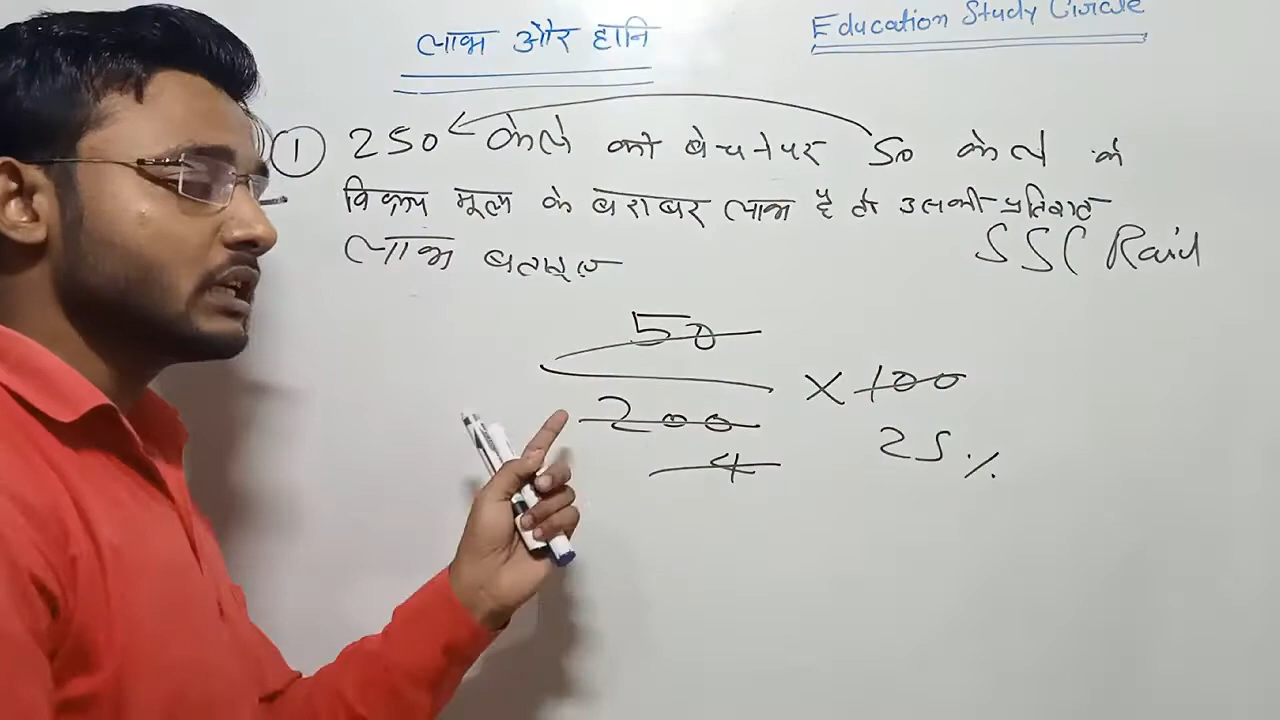 लाभ और हानि
Education Study Circle
① 250 केले को बेचने पर 50 केले के
विक्रय मूल्य के बराबर लाभ है तो उसकी प्रतिशत
लाभ बताइए
SSC
50
200
4
× 100
25 %